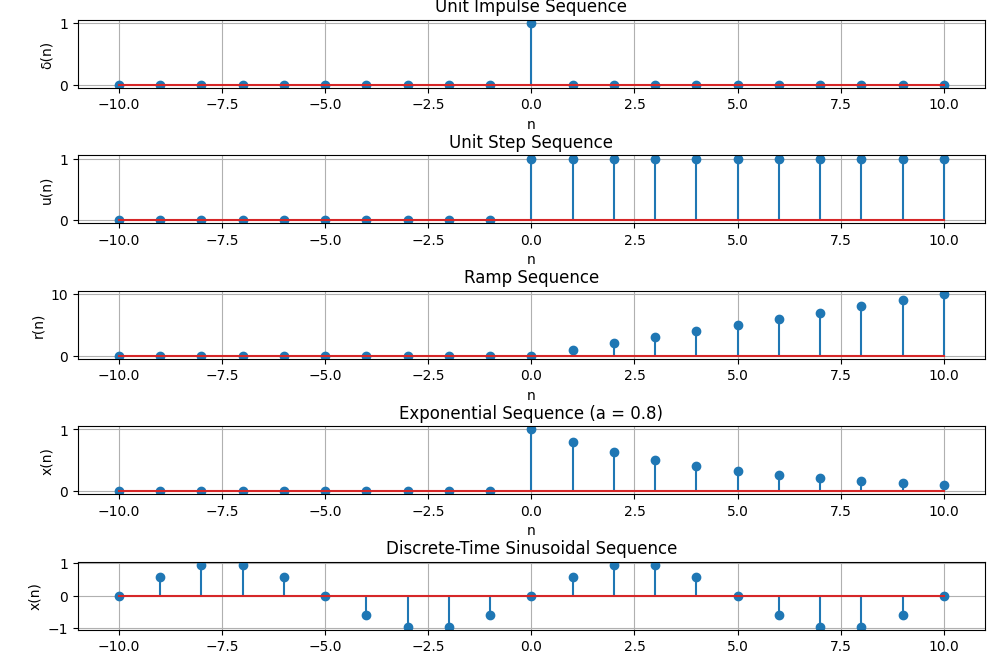 Unit Impulse Sequence
1
δ(n)
0
−10.0 −7.5 −5.0 −2.5 0.0 2.5 5.0 7.5 10.0
n
Unit Step Sequence
1
u(n)
0
−10.0 −7.5 −5.0 −2.5 0.0 2.5 5.0 7.5 10.0
n
Ramp Sequence
10
r(n)
0
−10.0 −7.5 −5.0 −2.5 0.0 2.5 5.0 7.5 10.0
n
Exponential Sequence (a = 0.8)
1
x(n)
0
−10.0 −7.5 −5.0 −2.5 0.0 2.5 5.0 7.5 10.0
n
Discrete-Time Sinusoidal Sequence
1
x(n)
0
−1
−10.0 −7.5 −5.0 −2.5 0.0 2.5 5.0 7.5 10.0